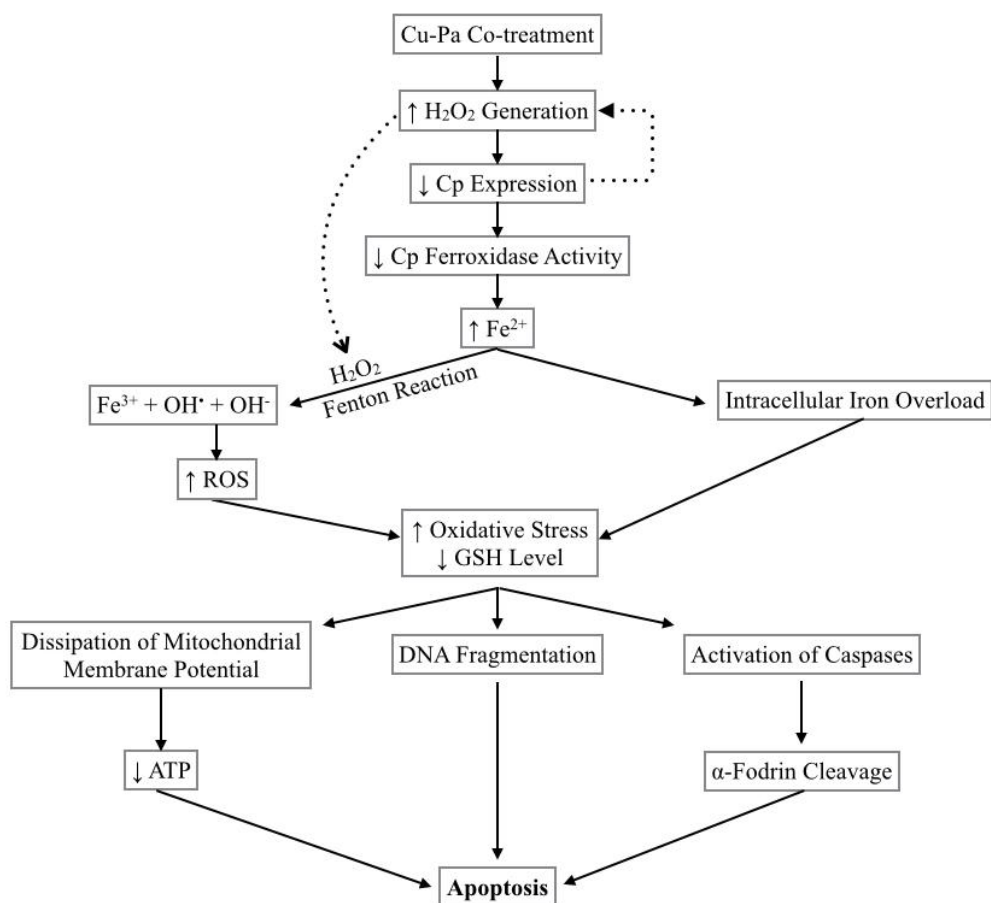 Cu-Pa Co-treatment
↑ H₂O₂ Generation
↓ Cp Expression
↓ Cp Ferroxidase Activity
↑ Fe²⁺
H₂O₂
Fenton Reaction
Fe³⁺ + OH• + OH-
Intracellular Iron Overload
↑ ROS
↑ Oxidative Stress
↓ GSH Level
Dissipation of Mitochondrial
Membrane Potential
DNA Fragmentation
Activation of Caspases
↓ ATP
α-Fodrin Cleavage
Apoptosis